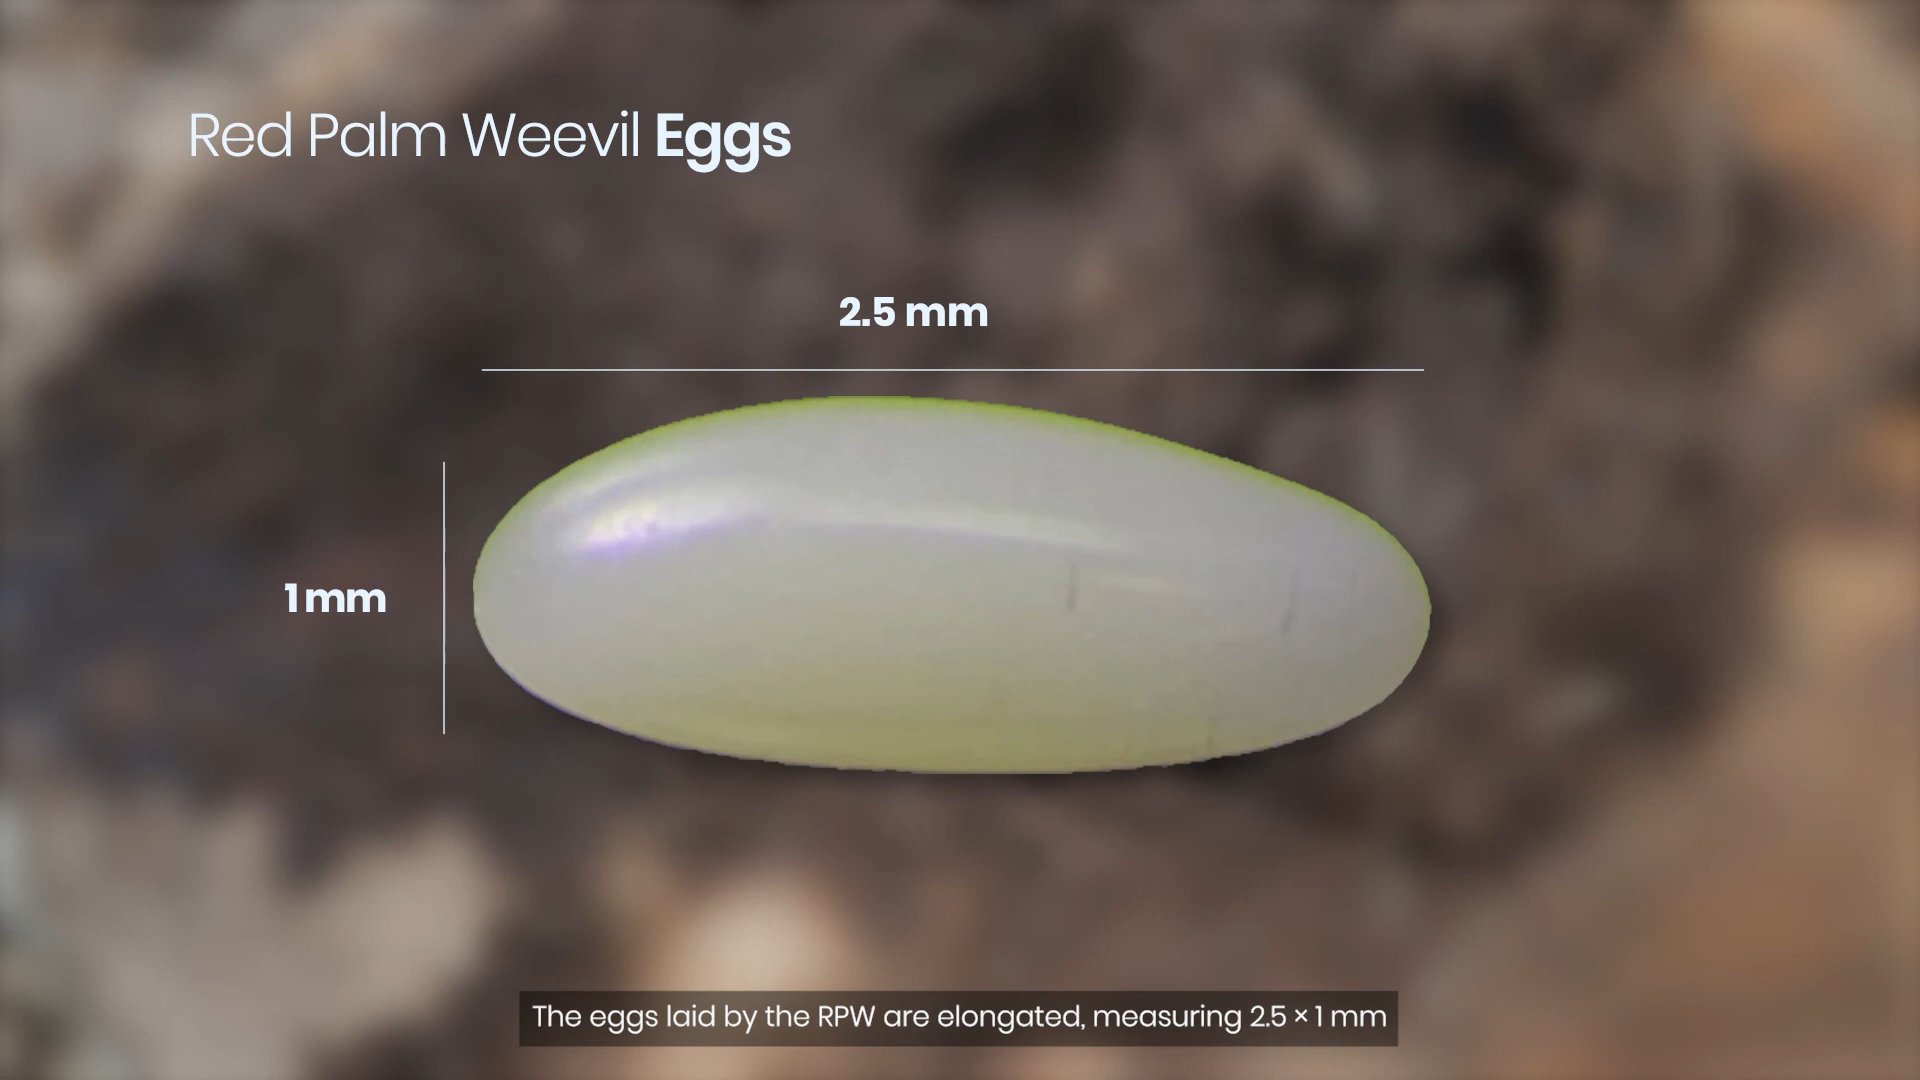 Red Palm Weevil Eggs
2.5 mm
1 mm
The eggs laid by the RPW are elongated, measuring 2.5 × 1 mm